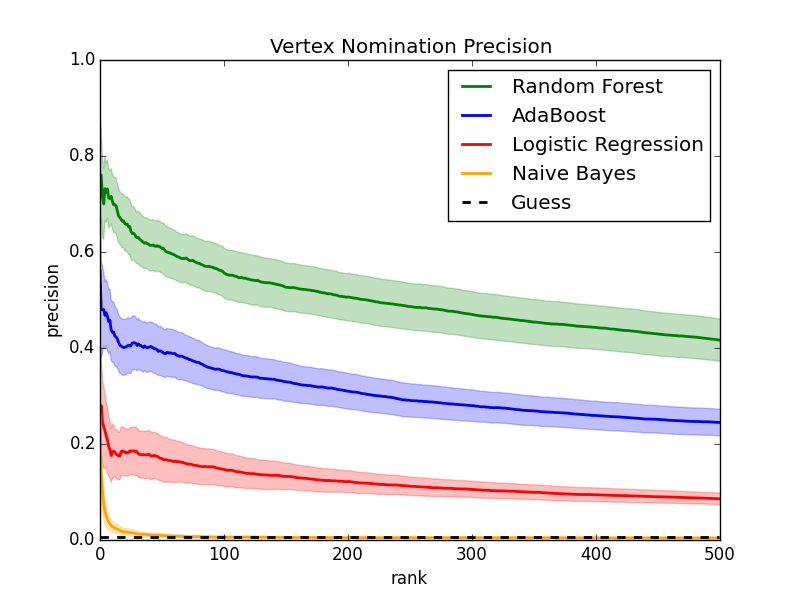 Vertex Nomination Precision
1.0
0.8
0.6
0.4
0.2
0.0
precision
Random Forest
AdaBoost
Logistic Regression
Naive Bayes
Guess
0 100 200 300 400 500
rank